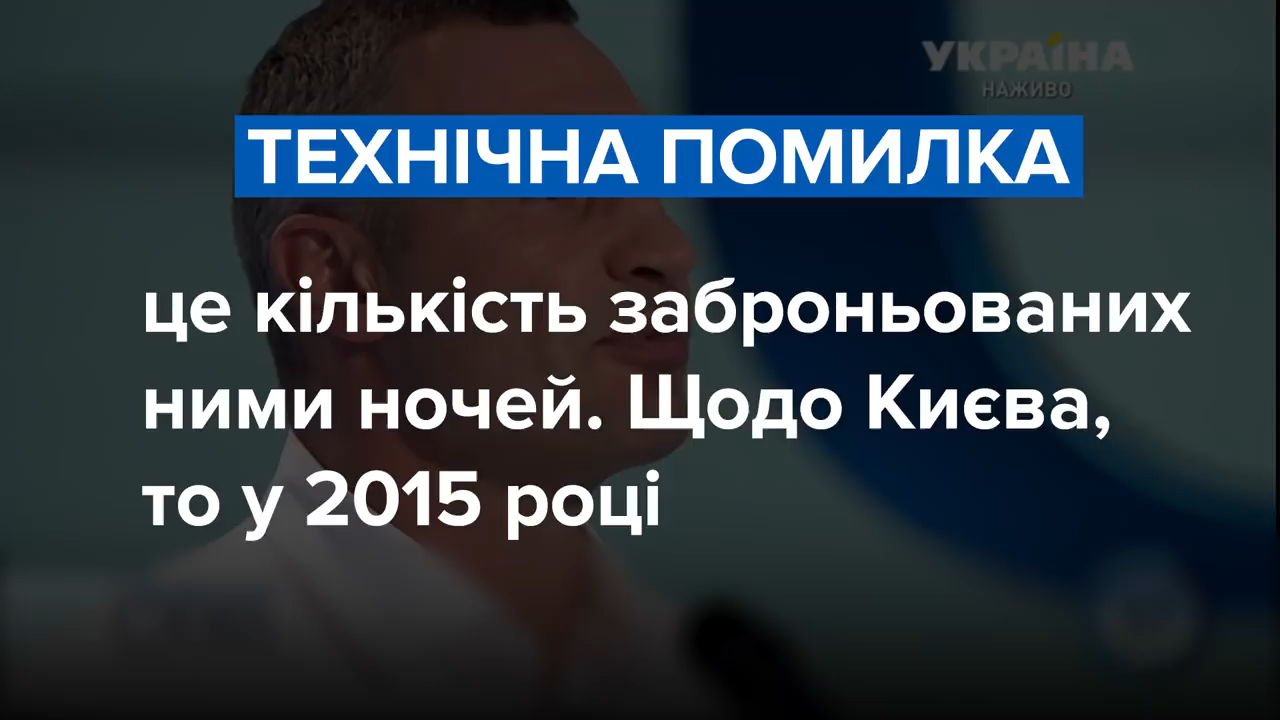 УКРАЇНА
НАЖИВО
ТЕХНІЧНА ПОМИЛКА
це кількість заброньованих
ними ночей. Щодо Києва,
то у 2015 році